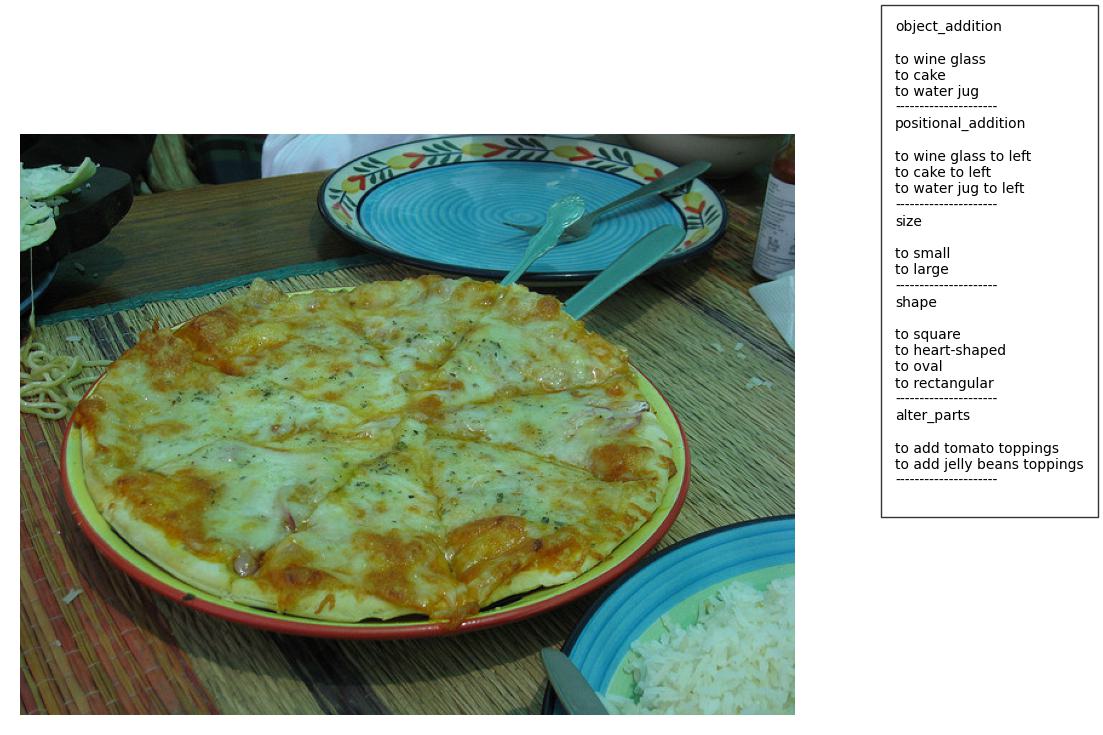 object_addition
to wine glass
to cake
to water jug
---------------------
positional_addition
to wine glass to left
to cake to left
to water jug to left
---------------------
size
to small
to large
---------------------
shape
to square
to heart-shaped
to oval
to rectangular
---------------------
alter_parts
to add tomato toppings
to add jelly beans toppings
---------------------